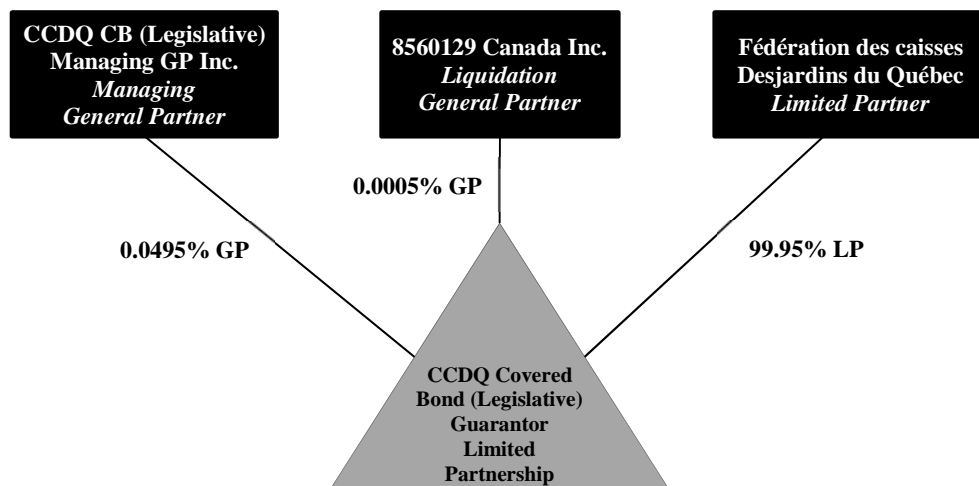 CCDQ CB (Legislative)
Managing GP Inc.
Managing
General Partner
8560129 Canada Inc.
Liquidation
General Partner
Fédération des caisses
Desjardins du Québec
Limited Partner
0.0005% GP
0.0495% GP
99.95% LP
CCDQ Covered
Bond (Legislative)
Guarantor
Limited
Partnership